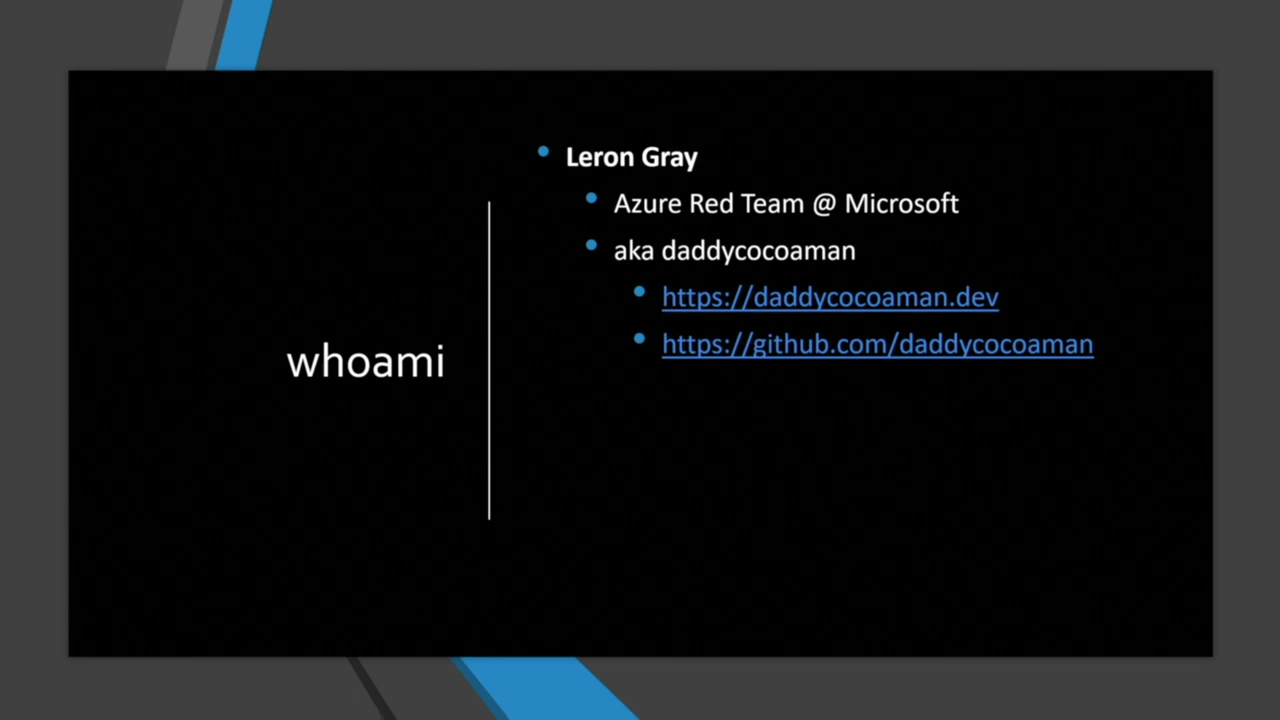 whoami
Leron Gray
Azure Red Team @ Microsoft
aka daddycocoaman
https://daddycocoaman.dev
https://github.com/daddycocoaman